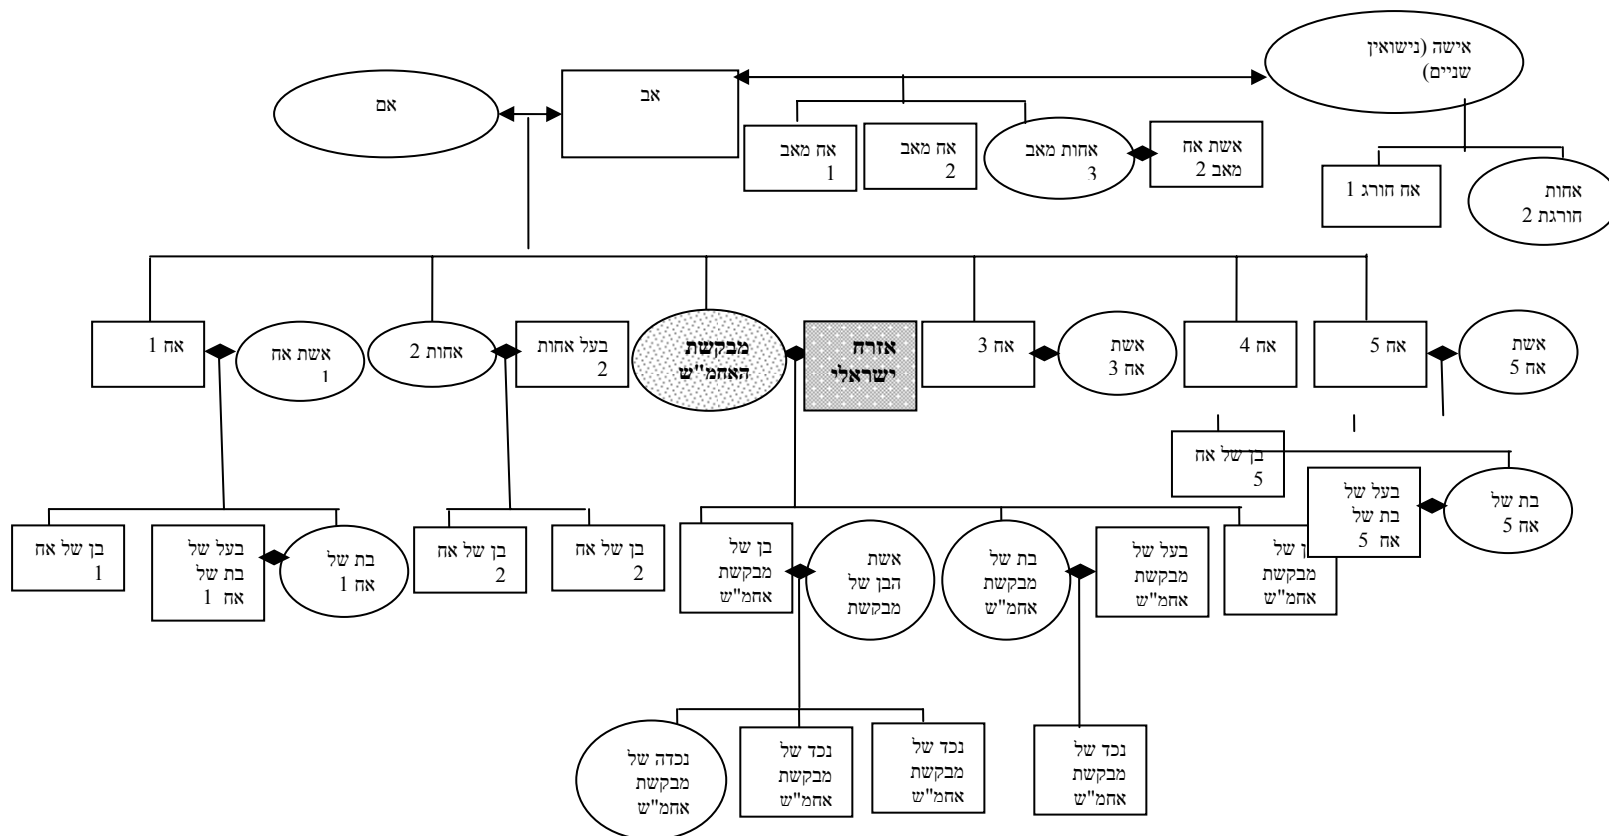 אישה (נישואין
שניים)
אב
אם
אח מאב
1
אח מאב
2
אחות מאב
3
אשת אח
מאב 2
אח חורג 1
אחות
חורגת 2
אח 1
אשת אח
1
אחות 2
בעל אחות
2
מבקשת
האחמ"ש
אזרח
ישראלי
אח 3
אשת
אח 3
אח 4
אח 5
אשת
אח 5
בן של אח
5
בעל של
בת של
אח 5
בת של
אח 5
בן של אח
1
בעל של
בת של
אח 1
בת של
אח 1
בן של אח
2
בן של אח
2
בן של
מבקשת
אחמ"ש
אשת
הבן של
מבקשת
בת של
מבקשת
אחמ"ש
בעל של
מבקשת
אחמ"ש
של
מבקשת
אחמ"ש
נכדה של
מבקשת
אחמ"ש
נכד של
מבקשת
אחמ"ש
נכד של
מבקשת
אחמ"ש
נכד של
מבקשת
אחמ"ש